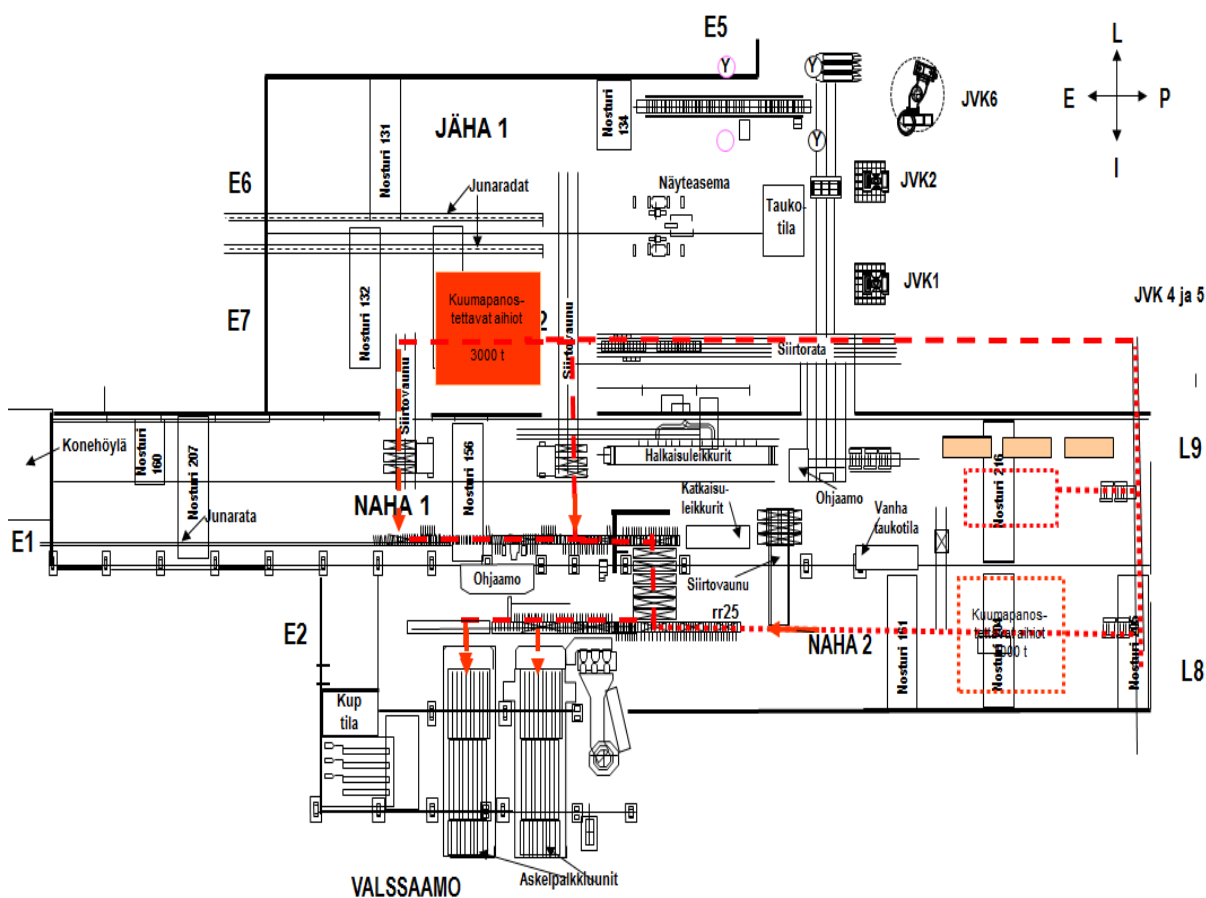 E5
L
E
P
I
Y
Y
Y
JVK6
Nosturi 131
JÄHA 1
Nosturi
134
E6
Junaradat
Näyteasema
Tauko-
tila
JVK2
JVK1
Nosturi 132
E7
Kuumapanos-
tettavat aihiot
3000 t
2
JVK 4 ja 5
Siirtovaunu
Siirtovaunu
Siirtorata
Konehöylä
Nosturi
160
Nosturi 207
Nosturi 156
Halkaisuleikkurit
Ohjaamo
Nosturi 216
L9
NAHA 1
Katkaisu-
leikkurit
Vanha
taukotila
Junarata
E1
Ohjaamo
Siirtovaunu
rr25
E2
NAHA 2
Nosturi 161
Kuumapanos-
tettavat aihiot
000 t
L8
Kup
tila
Askelpalkkiuunit
VALSSAAMO